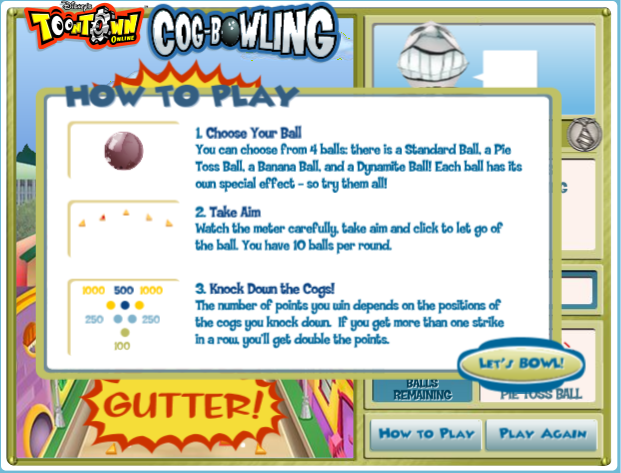 Disney's
TOONTOWN
ONLINE
COG-BOWLING
HOW TO PLAY
1. Choose Your Ball
You can choose from 4 balls: there is a Standard Ball, a Pie
Toss Ball, a Banana Ball, and a Dynamite Ball! Each ball has its
own special effect - so try them all!
2. Take Aim
Watch the meter carefully, take aim and click to let go of
the ball. You have 10 balls per round.
1000 500 1000
250 250
100
3. Knock Down the Cogs!
The number of points you win depends on the positions of
the cogs you knock down. If you get more than one strike
in a row, you'll get double the points.
LET'S BOWL!
GUTTER!
BALLS
REMAINING
PIE TOSS BALL
HOW TO PLAY
PLAY AGAIN